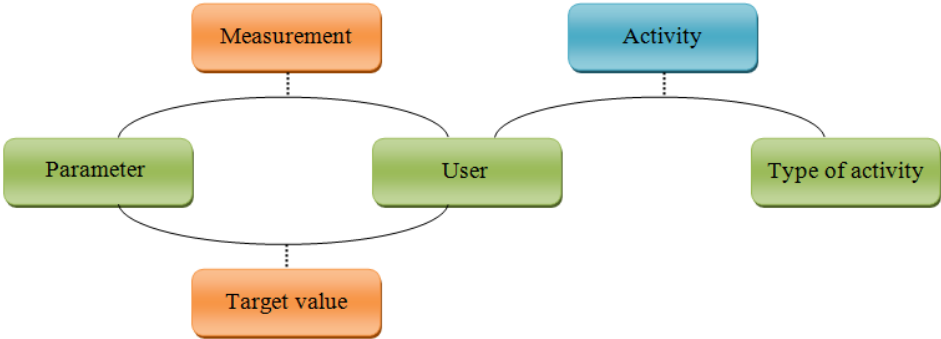 Measurement
Activity
Parameter
User
Type of activity
Target value